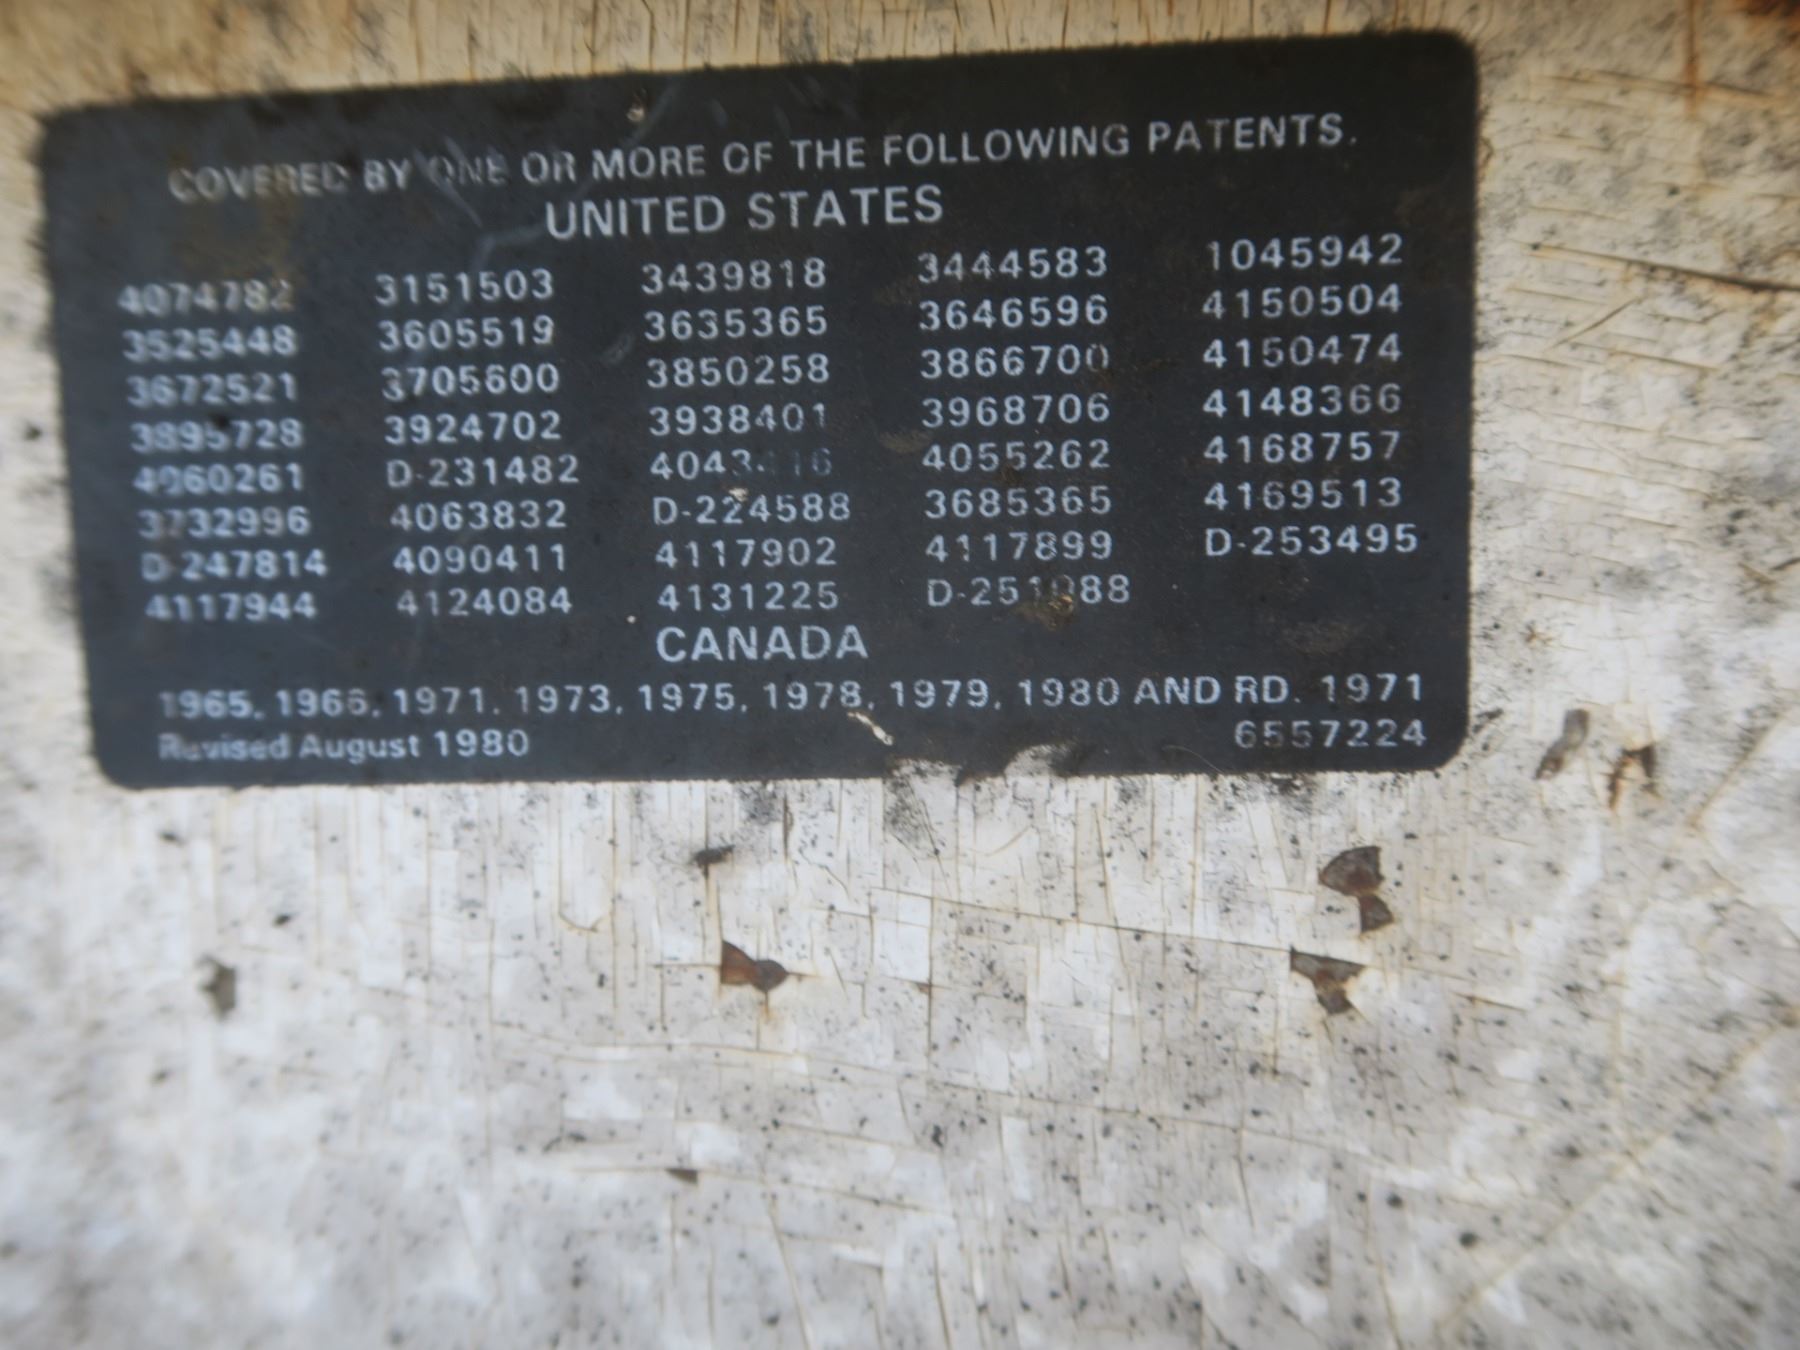 COVERED BY ONE OR MORE OF THE FOLLOWING PATENTS.
UNITED STATES
4074782 3151503 3439818 3444583 1045942
3525448 3605519 3635365 3646596 4150504
3672521 3705600 3850258 3866700 4150474
3895728 3924702 3938401 3968706 4148366
4060261 D-231482 4055262 4168757
3732996 4063832 D-224588 3685365 4169513
D-247814 4090411 4117902 4117899 D-253495
4117944 4124084 4131225
CANADA
1965, 1966, 1971, 1973, 1975, 1978, 1979, 1980 AND RD. 1971
Revised August 1980 6557224